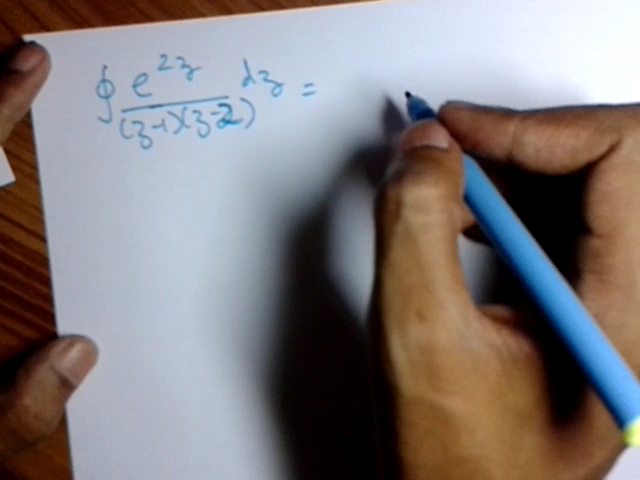 ∮ e^{2z} / (z-1)(z-2) dz =